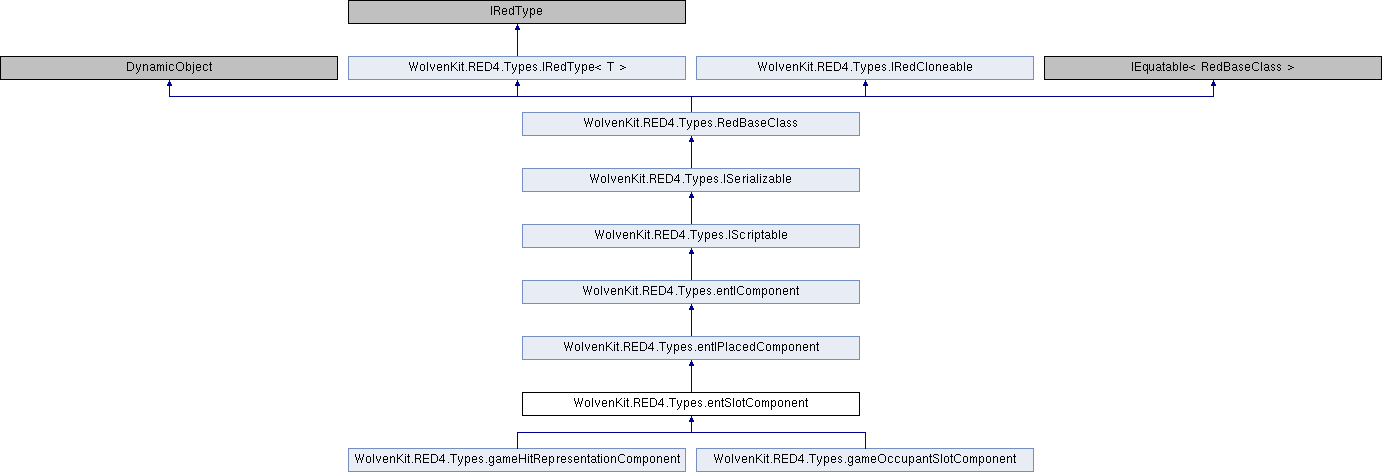 IRedType
DynamicObject
WolvenKit.RED4.Types.IRedType< T >
WolvenKit.RED4.Types.IRedCloneable
IEquatable< RedBaseClass >
WolvenKit.RED4.Types.RedBaseClass
WolvenKit.RED4.Types.ISerializable
WolvenKit.RED4.Types.IScriptable
WolvenKit.RED4.Types.entIComponent
WolvenKit.RED4.Types.entIPlacedComponent
WolvenKit.RED4.Types.entSlotComponent
WolvenKit.RED4.Types.gameHitRepresentationComponent
WolvenKit.RED4.Types.gameOccupantSlotComponent